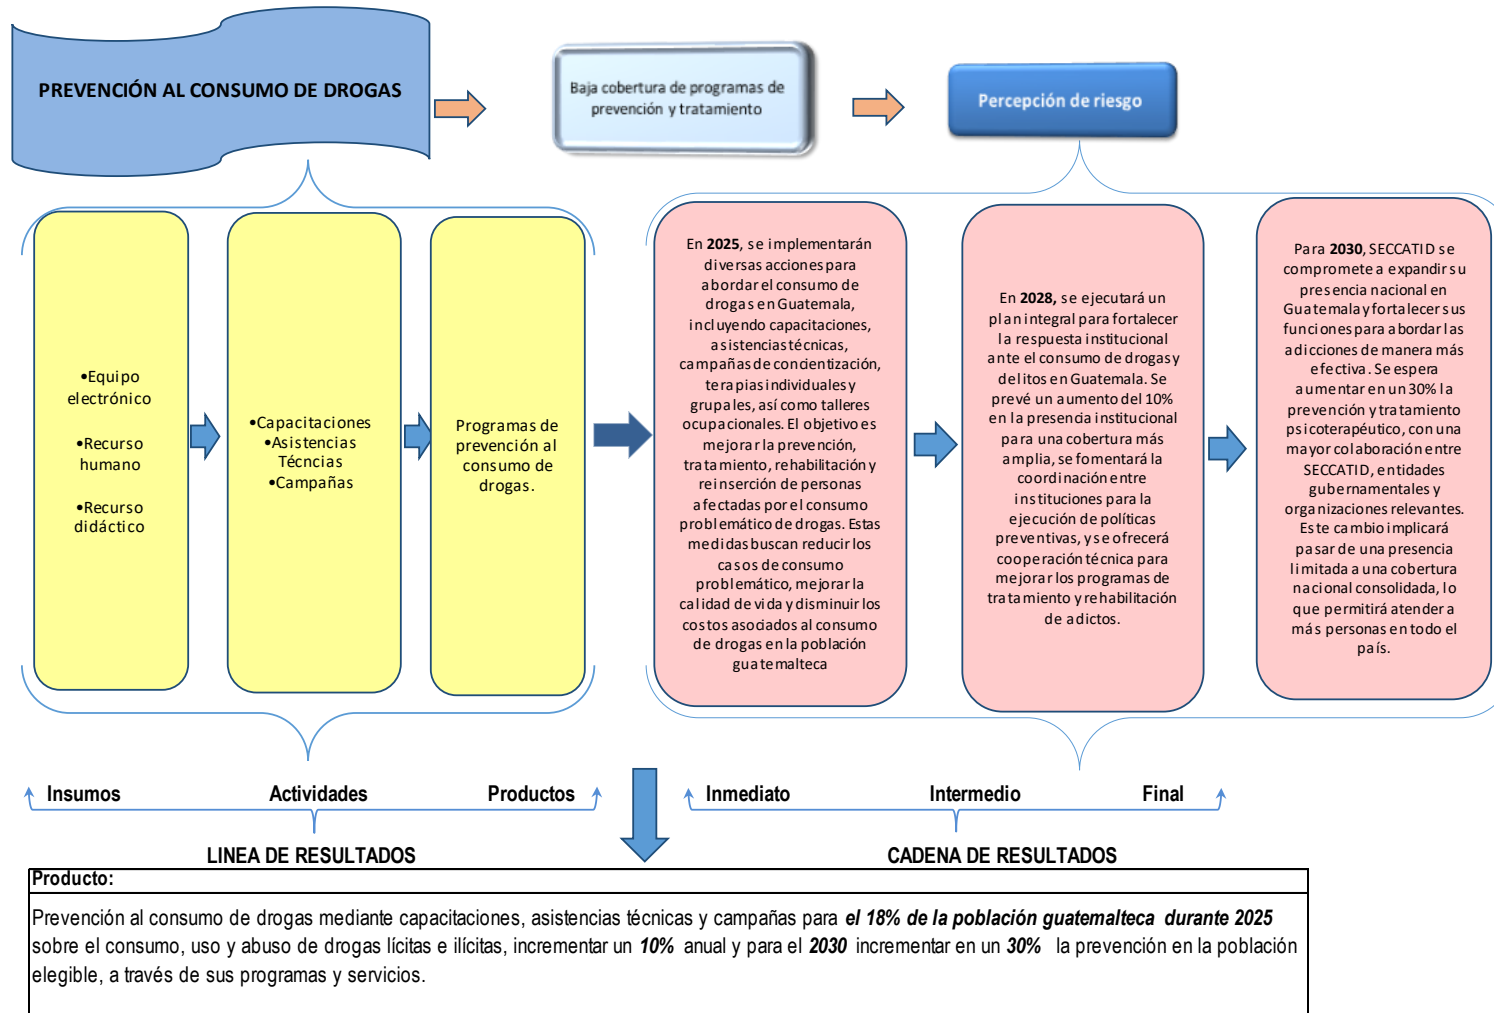 PREVENCIÓN AL CONSUMO DE DROGAS
Baja cobertura de programas de
prevención y tratamiento
Percepción de riesgo
•Equipo
electrónico
•Recurso
humano
•Recurso
didáctico
•Capacitaciones
•Asistencias
Técncias
•Campañas
Programas de
prevención al
consumo de
drogas.
En 2025, se implementarán
diversas acciones para
abordar el consumo de
drogas en Guatemala,
incluyendo capacitaciones,
asistencias técnicas,
campañas de concientización,
terapias individuales y
grupales, así como talleres
ocupacionales. El objetivo es
mejorar la prevención,
tratamiento, rehabilitación y
reinserción de personas
afectadas por el consumo
problemático de drogas. Estas
medidas buscan reducir los
casos de consumo
problemático, mejorar la
calidad de vida y disminuir los
costos asociados al consumo
de drogas en la población
guatemalteca
En 2028, se ejecutará un
plan integral para fortalecer
la respuesta institucional
ante el consumo de drogas y
delitos en Guatemala. Se
prevé un aumento del 10%
en la presencia institucional
para una cobertura más
amplia, se fomentará la
coordinación entre
instituciones para la
ejecución de políticas
preventivas, y se ofrecerá
cooperación técnica para
mejorar los programas de
tratamiento y rehabilitación
de adictos.
Para 2030, SECCATID se
compromete a expandir su
presencia nacional en
Guatemala y fortalecer sus
funciones para abordar las
adicciones de manera más
efectiva. Se espera
aumentar en un 30% la
prevención y tratamiento
psicoterapéutico, con una
mayor colaboración entre
SECCATID, entidades
gubernamentales y
organizaciones relevantes.
Este cambio implicará
pasar de una presencia
limitada a una cobertura
nacional consolidada, lo
que permitirá atender a
más personas en todo el
país.
Insumos Actividades Productos
Inmediato Intermedio Final
LINEA DE RESULTADOS
CADENA DE RESULTADOS
Producto:
Prevención al consumo de drogas mediante capacitaciones, asistencias técnicas y campañas para el 18% de la población guatemalteca durante 2025
sobre el consumo, uso y abuso de drogas lícitas e ilícitas, incrementar un 10% anual y para el 2030 incrementar en un 30% la prevención en la población
elegible, a través de sus programas y servicios.